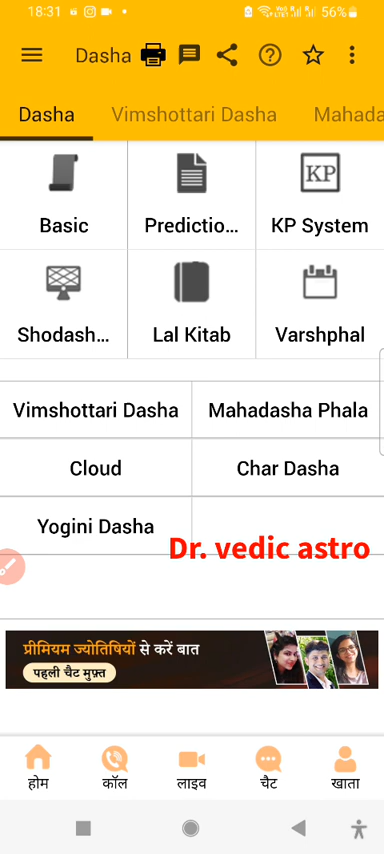 18:31
56%
Dasha
Dasha Vimshottari Dasha Mahada
Basic Predictio... KP System
KP
Shodash... Lal Kitab Varshphal
Vimshottari Dasha Mahadasha Phala
Cloud Char Dasha
Yogini Dasha
Dr. vedic astro
प्रीमियम ज्योतिषियों से करें बात
पहली चैट मुफ़्त
होम कॉल लाइव चैट खाता